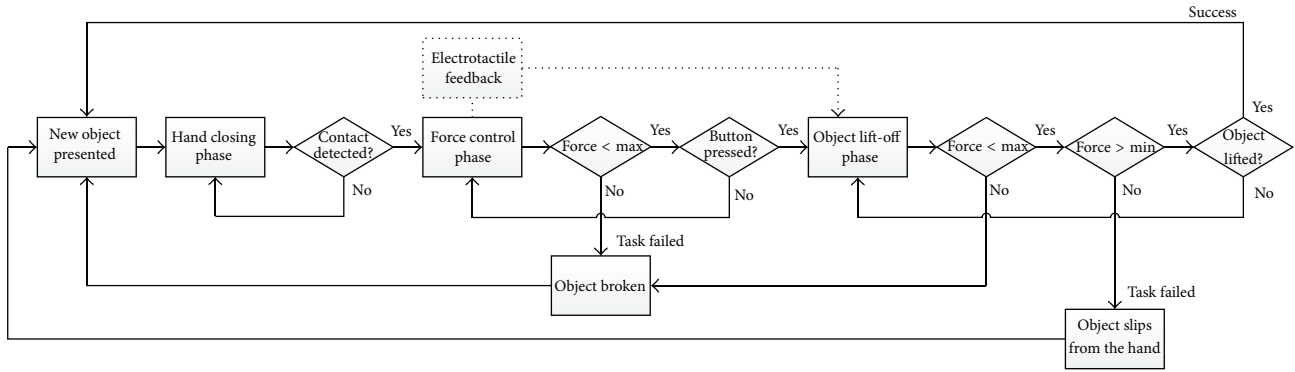 Success
Electrotactile
feedback
New object
presented
Hand closing
phase
Contact
detected?
Yes
No
Force control
phase
Force < max
Yes
No
Button
pressed?
Yes
No
Object lift-off
phase
Force < max
Yes
No
Force > min
Yes
No
Object
lifted?
Yes
No
Task failed
Object broken
Task failed
Object slips
from the hand